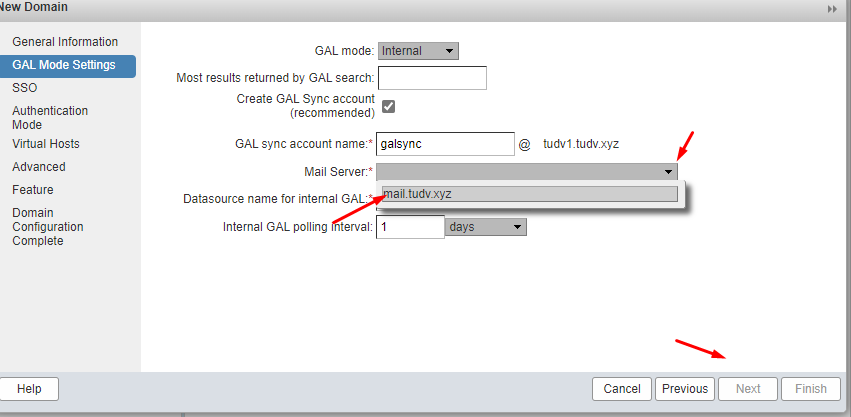 New Domain
General Information
GAL Mode Settings
SSO
Authentication
Mode
Virtual Hosts
Advanced
Feature
Domain
Configuration
Complete
GAL mode: Internal
Most results returned by GAL search:
Create GAL Sync account
(recommended)
GAL sync account name:* galsync @ tudv1.tudv.xyz
Mail Server:*
mail.tudv.xyz
Datasource name for internal GAL:*
Internal GAL polling interval: 1 days
Help Cancel Previous Next Finish